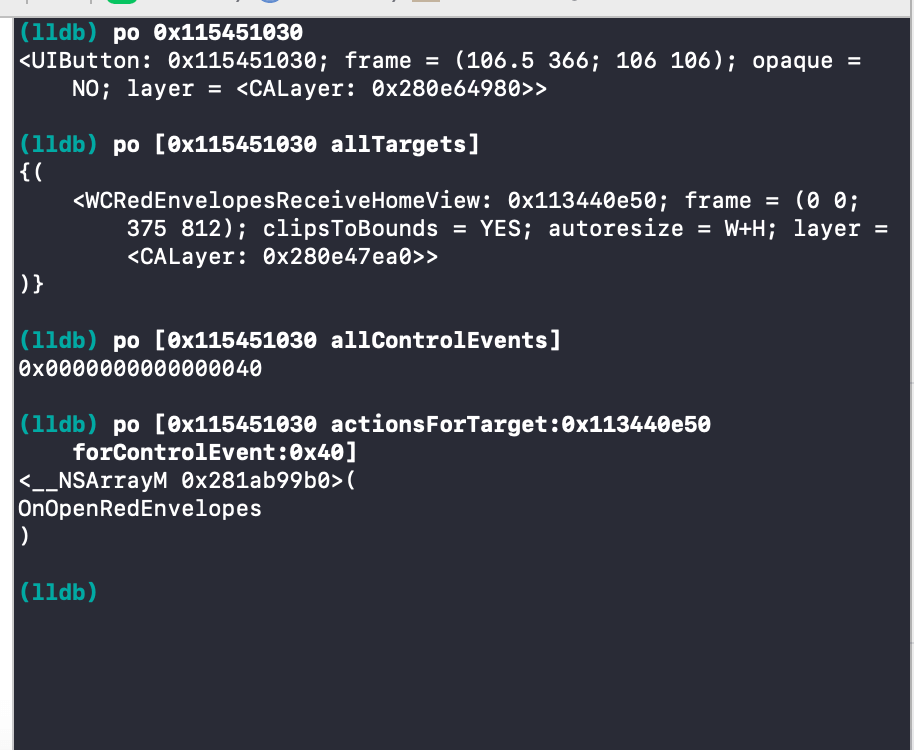 (lldb) po 0x115451030
<UIButton: 0x115451030; frame = (106.5 366; 106 106); opaque =
NO; layer = <CALayer: 0x280e64980>>
(lldb) po [0x115451030 allTargets]
{(
<WCRedEnvelopesReceiveHomeView: 0x113440e50; frame = (0 0;
375 812); clipsToBounds = YES; autoresize = W+H; layer =
<CALayer: 0x280e47ea0>>
)}
(lldb) po [0x115451030 allControlEvents]
0x0000000000000040
(lldb) po [0x115451030 actionsForTarget:0x113440e50
forControlEvent:0x40]
<__NSArrayM 0x281ab99b0>(
OnOpenRedEnvelopes
)
(lldb)